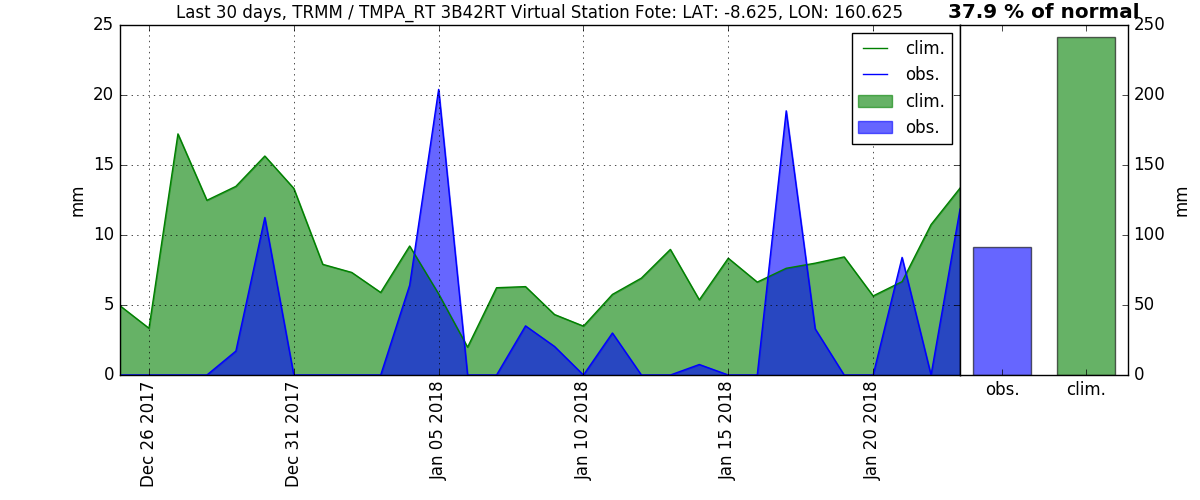 Last 30 days, TRMM / TMPA_RT 3B42RT Virtual Station Fote: LAT: -8.625, LON: 160.625
37.9 % of normal
25
20
15
10
5
0
mm
clim.
obs.
clim.
obs.
250
200
150
100
50
0
mm
Dec 26 2017
Dec 31 2017
Jan 05 2018
Jan 10 2018
Jan 15 2018
Jan 20 2018
obs.
clim.